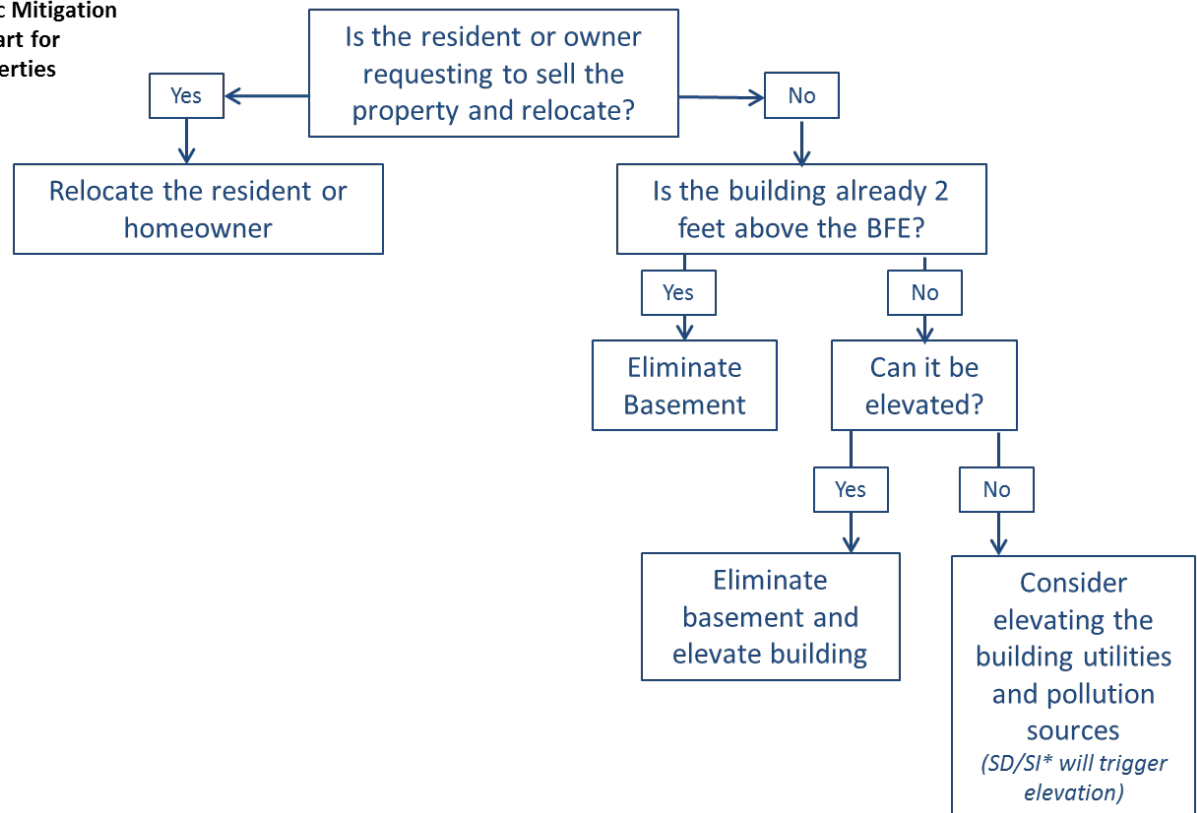 Mitigation
for
Is the resident or owner
requesting to sell the
property and relocate?
Yes
No
Relocate the resident or
homeowner
Is the building already 2
feet above the BFE?
Yes
No
Eliminate
Basement
Can it be
elevated?
Yes
No
Eliminate
basement and
elevate building
Consider
elevating the
building utilities
and pollution
sources
(SD/SI* will trigger
elevation)